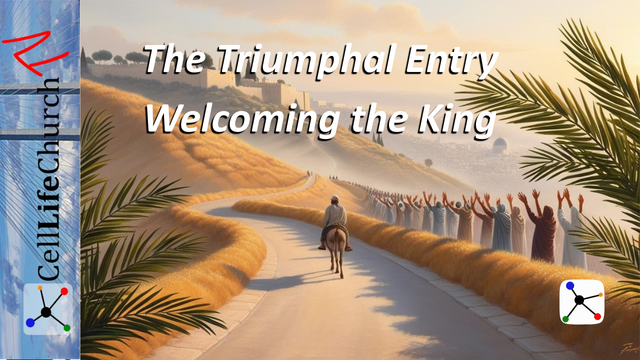 The Triumphal Entry
Welcoming the King
CellLifeChurch